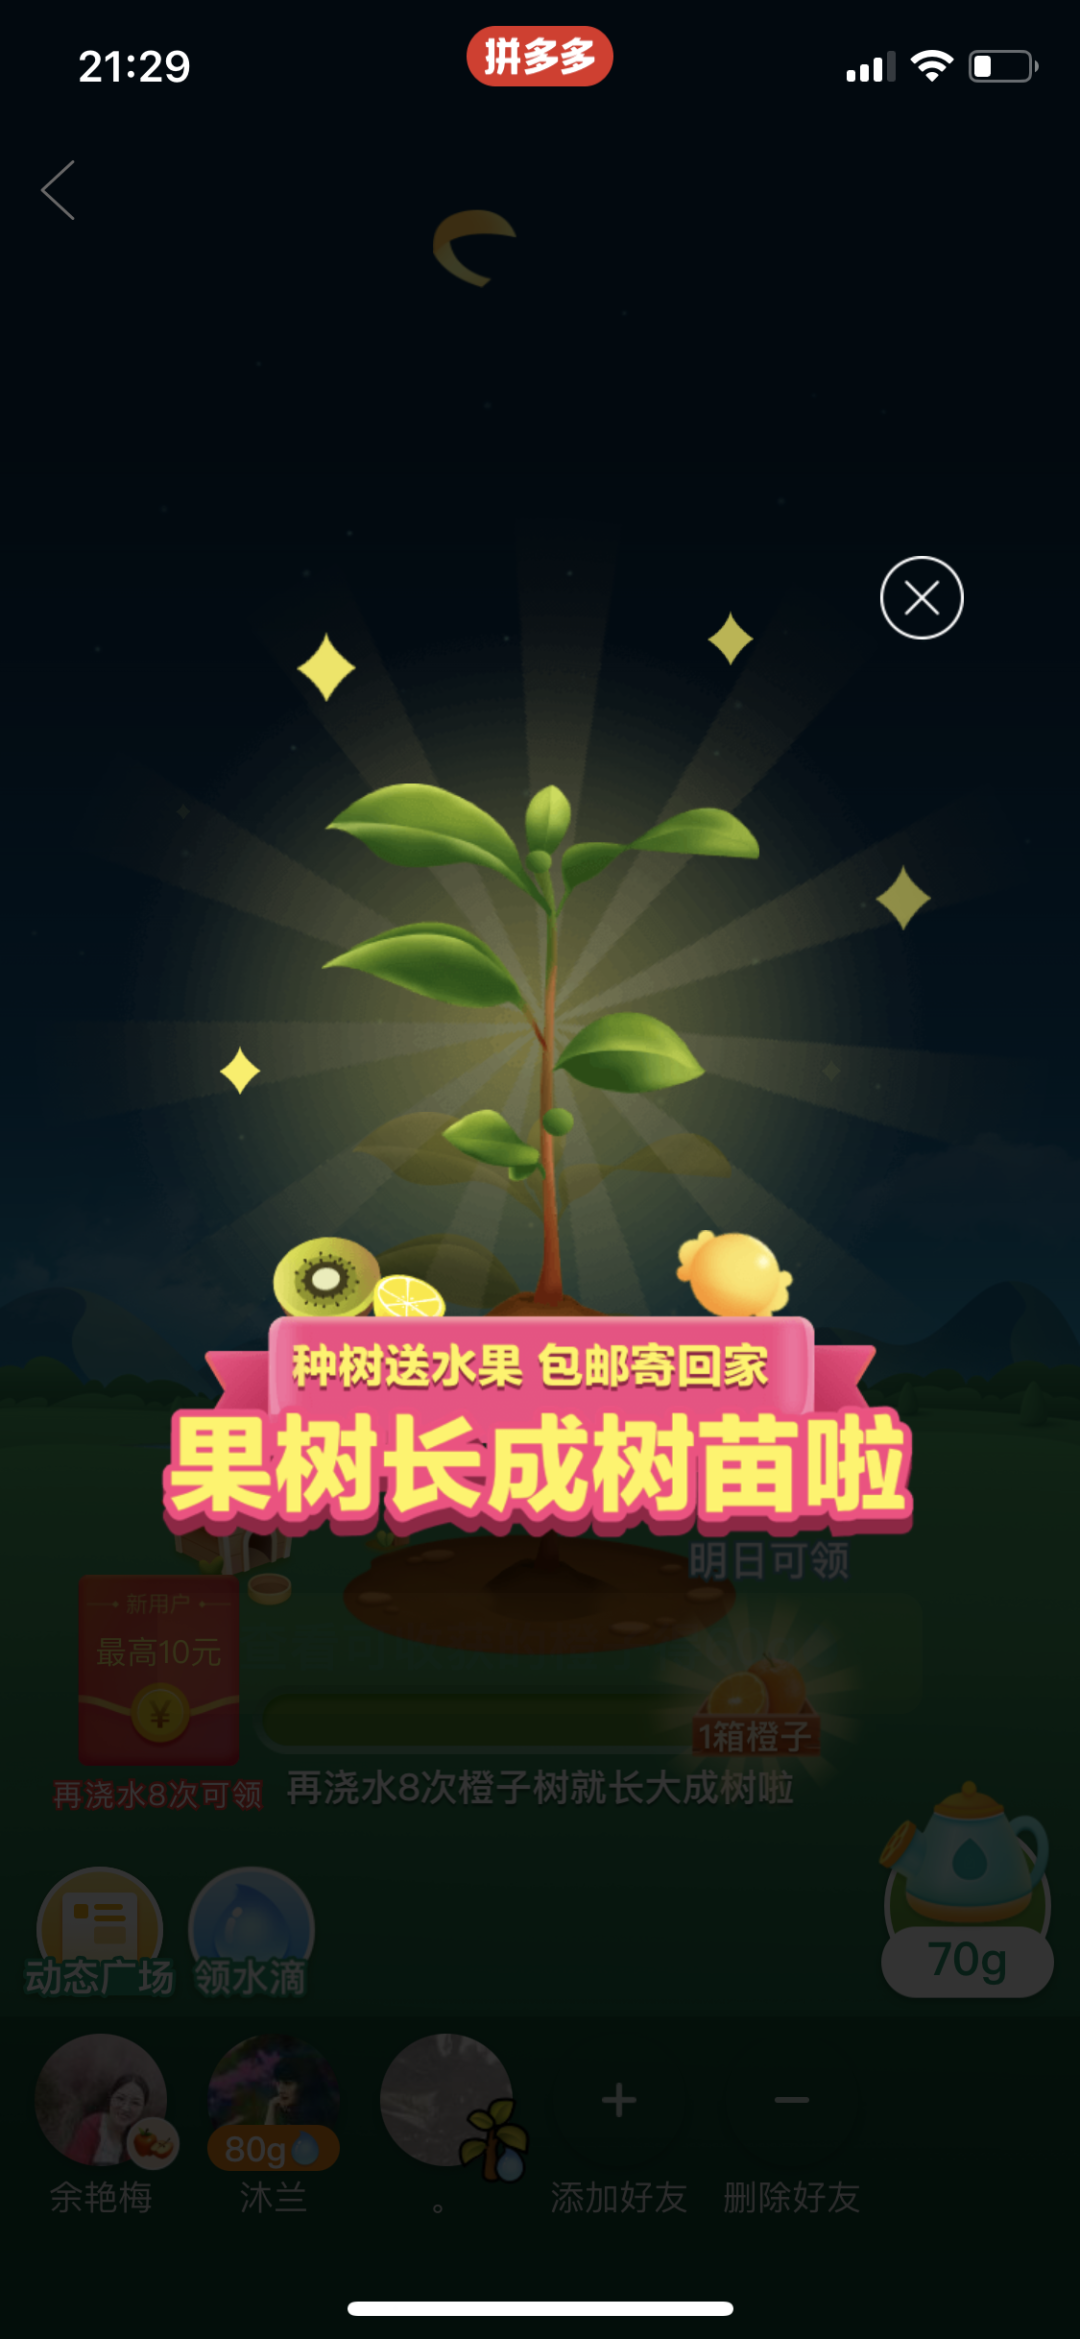 21:29
拼多多
种树送水果 包邮寄回家
果树长成树苗啦
明日可领
新用户
最高10元
¥
1箱橙子
再浇水8次可领
再浇水8次橙子树就长大成树啦
动态广场
领水滴
70g
80g
余艳梅
沐兰
。
添加好友
删除好友